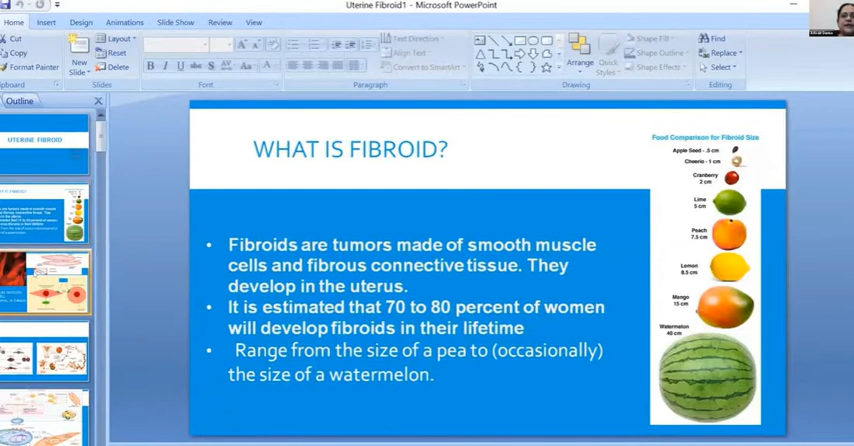 Uterine Fibroid1 - Microsoft PowerPoint
Home Insert Design Animations Slide Show Review View
Cut
Copy
Format Painter
New
Slide
Layout
Reset
Delete
Text Direction
Align Text
Convert to SmartArt
Arrange
Quick
Styles
Shape Fill
Shape Outline
Shape Effects
Find
Replace
Select
Slides Font Paragraph Drawing Editing
Outline
UTERINE FIBROID
WHAT IS FIBROID?
• Fibroids are tumors made of smooth muscle
cells and fibrous connective tissue. They
develop in the uterus.
• It is estimated that 70 to 80 percent of women
will develop fibroids in their lifetime
• Range from the size of a pea to (occasionally)
the size of a watermelon.
Food Comparison for Fibroid Size
Apple Seed - .5 cm
Cheerio - 1 cm
Cranberry
2 cm
Lime
5 cm
Peach
7.5 cm
Lemon
8.5 cm
Mango
15 cm
Watermelon
40 cm